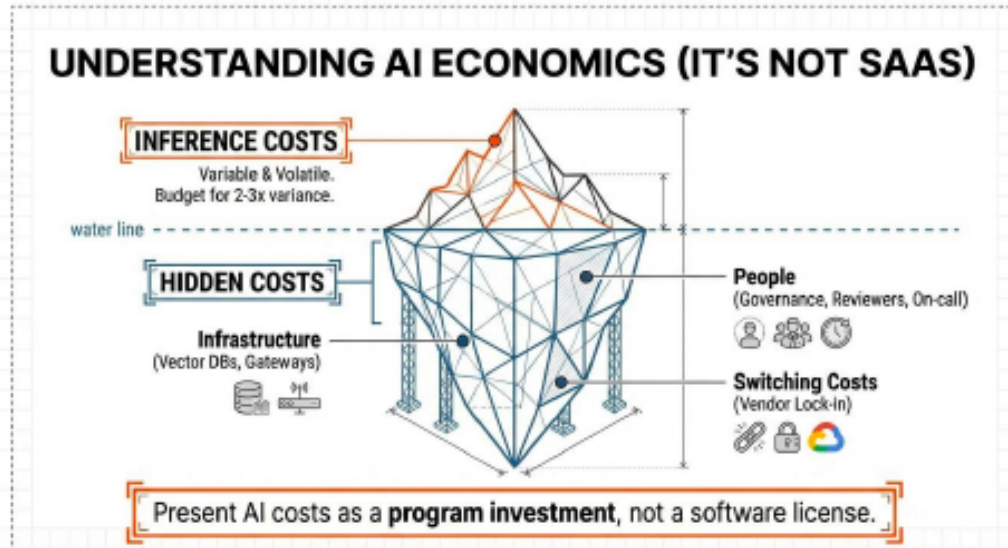 UNDERSTANDING AI ECONOMICS (IT'S NOT SAAS)
INFERENCE COSTS
Variable & Volatile.
Budget for 2-3x variance.
water line
HIDDEN COSTS
Infrastructure
(Vector DBs, Gateways)
People
(Governance, Reviewers, On-call)
Switching Costs
(Vendor Lock-in)
Present AI costs as a program investment, not a software license.